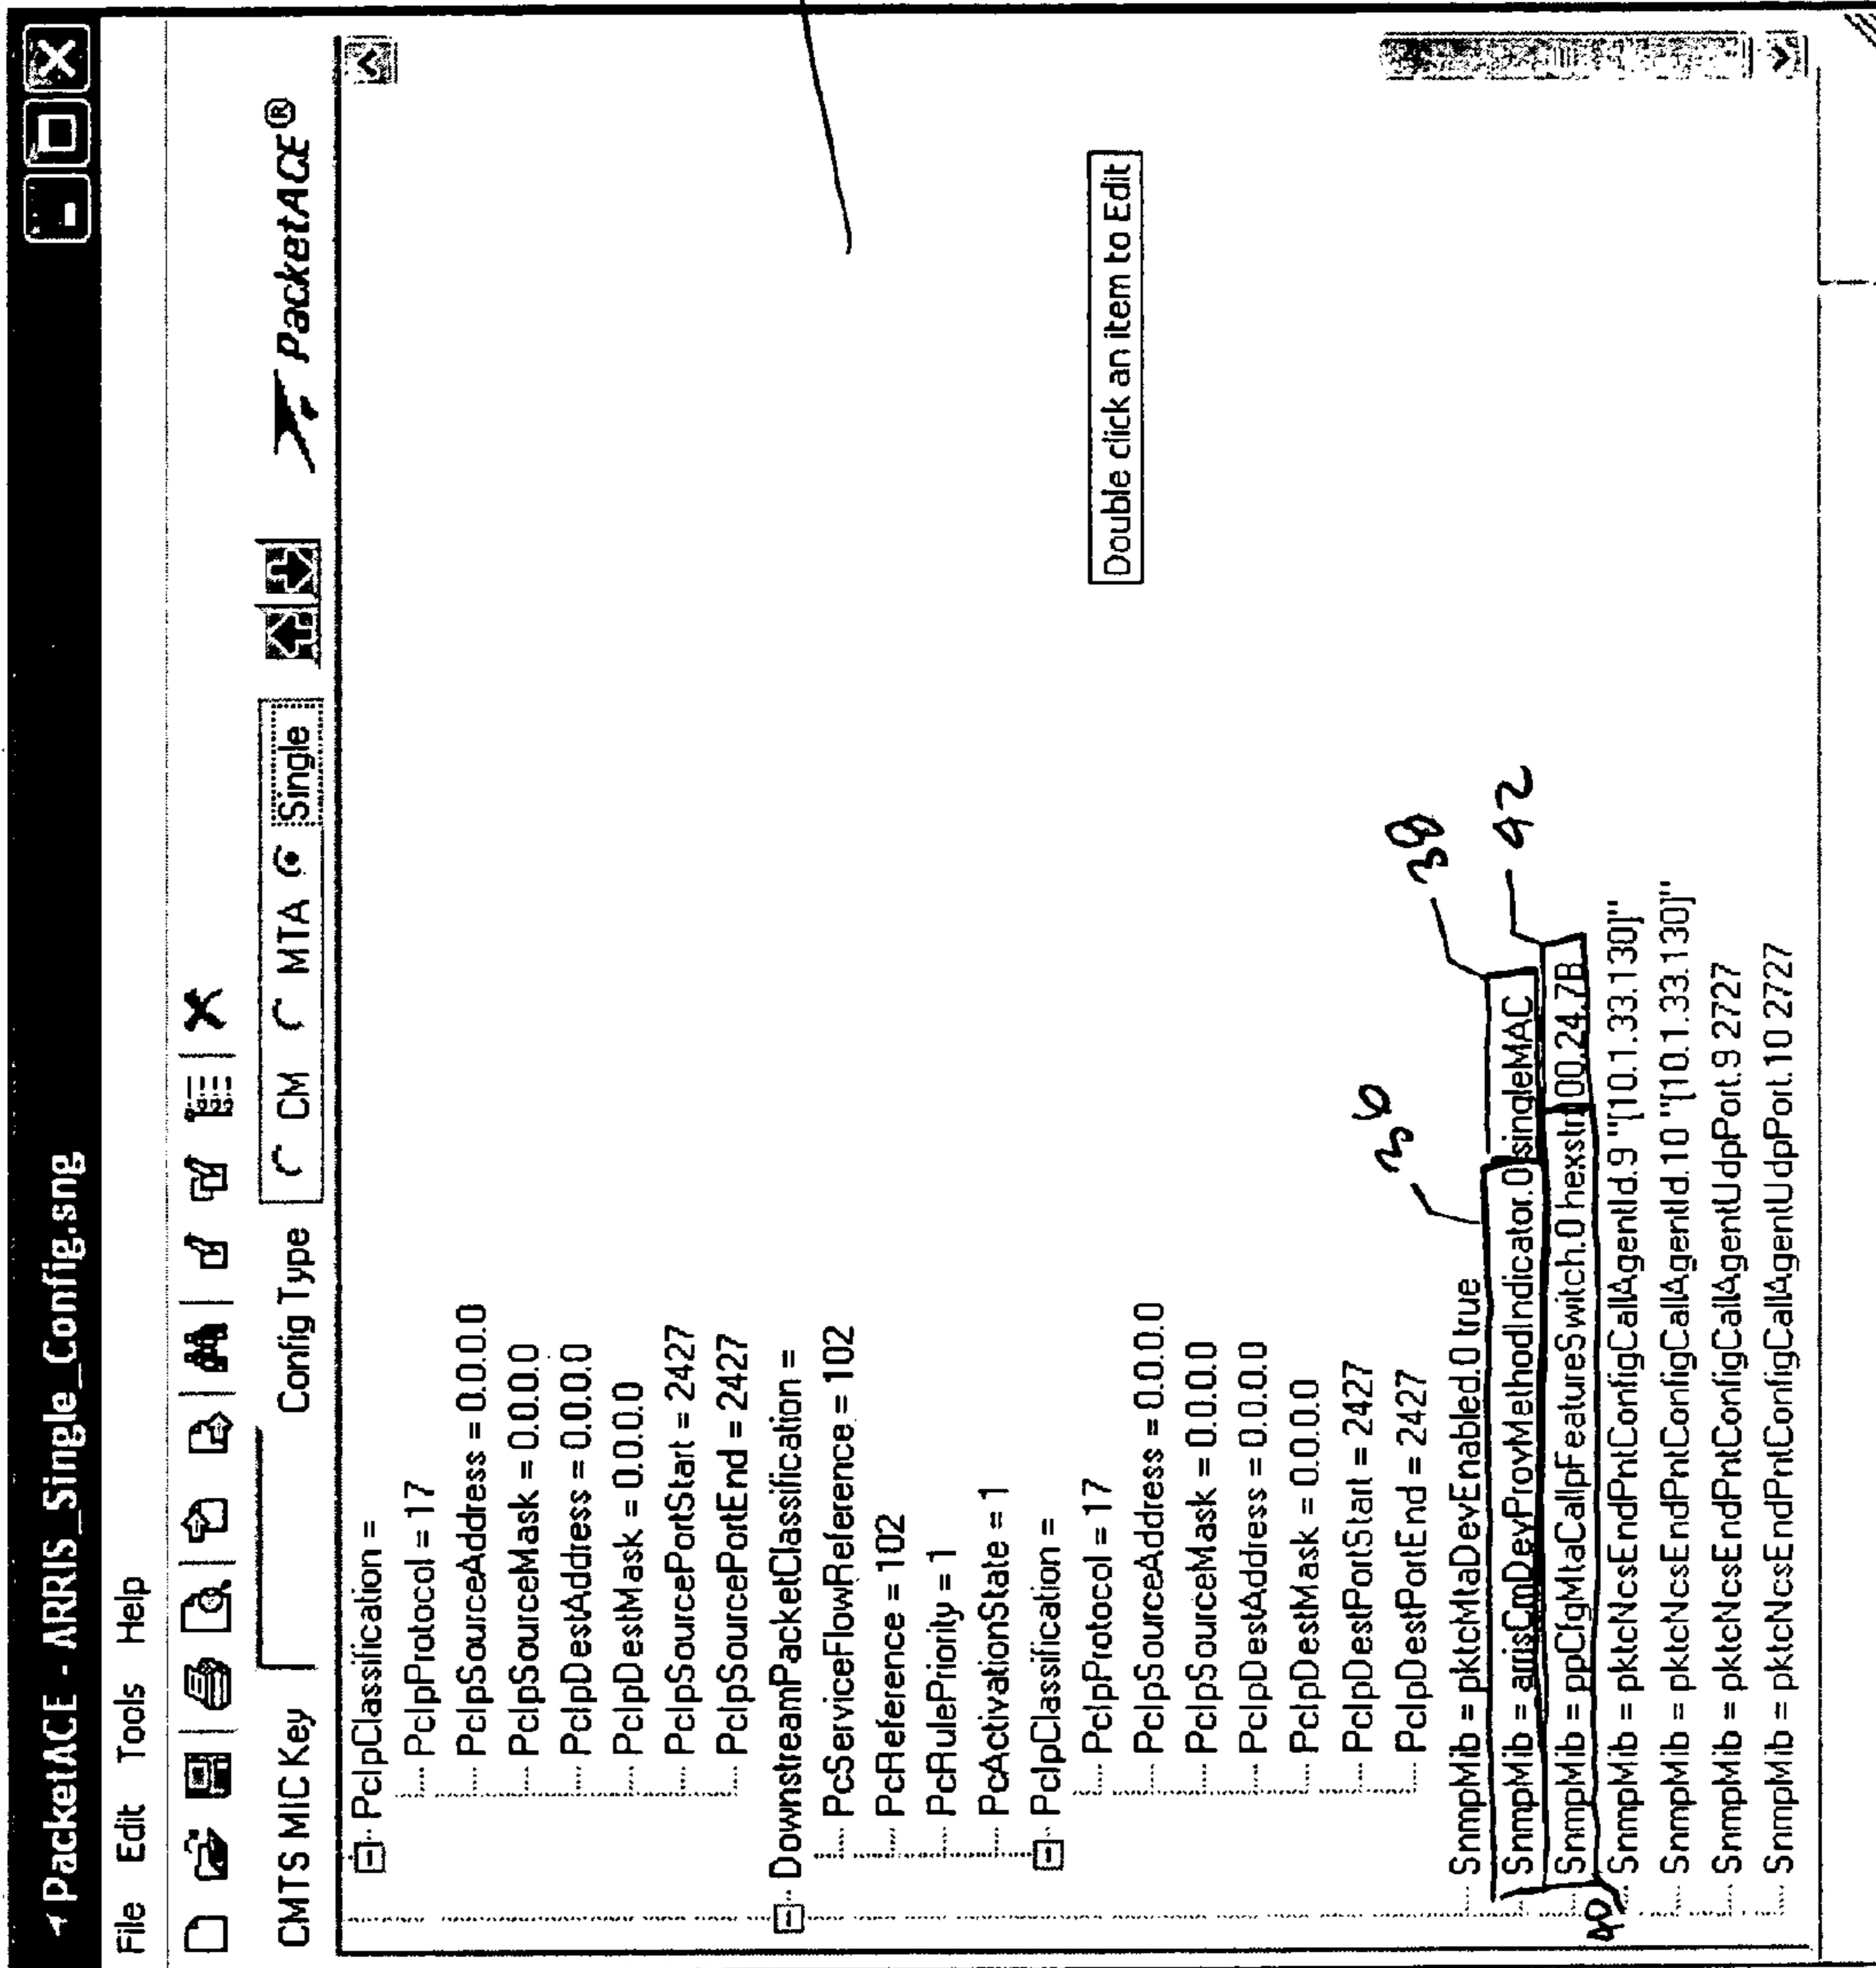 PacketACE - ARRIS_Single_Config.sng
File Edit Tools Help
CMTS MIC Key Config Type CM MTA Single PacketACE®
PcIpClassification =
PcIpProtocol = 17
PcIpSourceAddress = 0.0.0.0
PcIpSourceMask = 0.0.0.0
PcIpDestAddress = 0.0.0.0
PcIpDestMask = 0.0.0.0
PcIpSourcePortStart = 2427
PcIpSourcePortEnd = 2427
DownstreamPacketClassification =
PcServiceFlowReference = 102
PcReference = 102
PcRulePriority = 1
PcActivationState = 1
PcIpClassification =
PcIpProtocol = 17
Double click an item to Edit
PcIpSourceAddress = 0.0.0.0
PcIpSourceMask = 0.0.0.0
PcIpDestAddress = 0.0.0.0
PcIpDestMask = 0.0.0.0
PcIpDestPortStart = 2427
PcIpDestPortEnd = 2427
36
38
SnmpMib = pktcMtaDevEnabled.0 true
SnmpMib = arrisCmDevProvMethodIndicator.0 singleMAC
42
SnmpMib = ppCfgMtaCallpFeatureSwitch.0 hexstr 00.24.7B
40
SnmpMib = pktcNcsEndPntConfigCallAgentId.9 "[10.1.33.130]"
SnmpMib = pktcNcsEndPntConfigCallAgentId.10 "[10.1.33.130]"
SnmpMib = pktcNcsEndPntConfigCallAgentUdpPort.9 2727
SnmpMib = pktcNcsEndPntConfigCallAgentUdpPort.10 2727